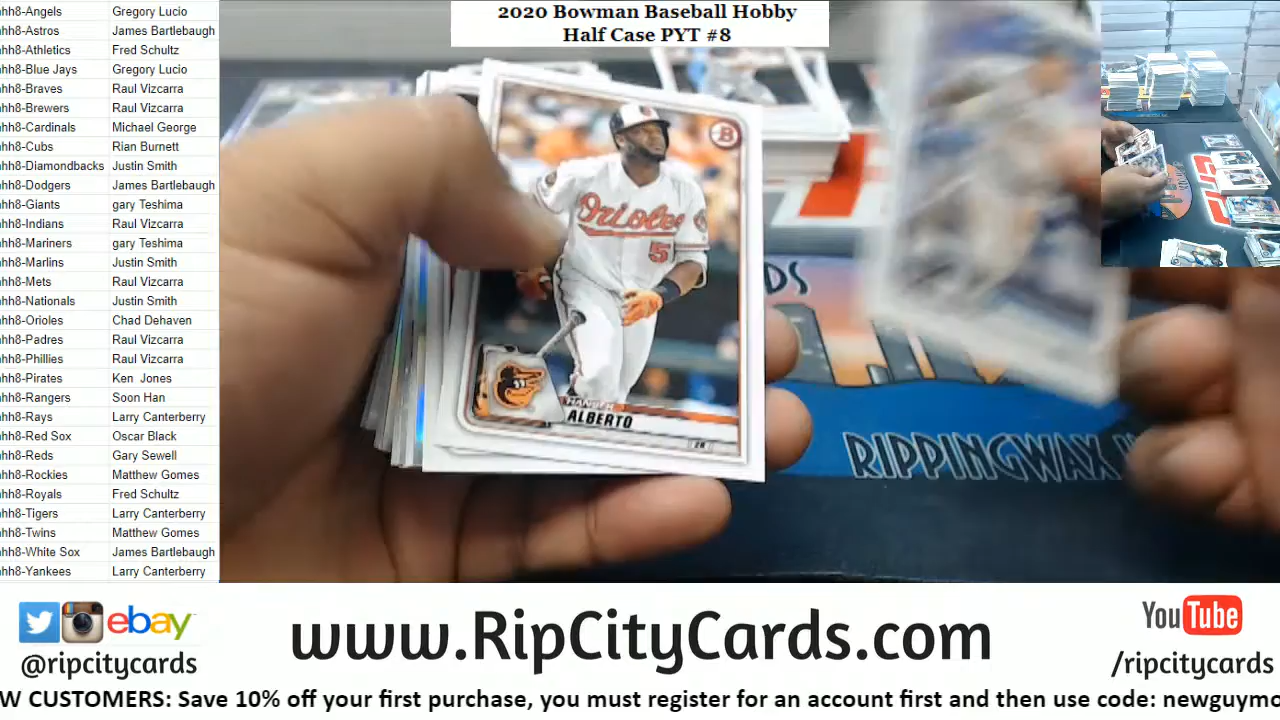 hh8-Angels Gregory Lucio
hh8-Astros James Bartlebaugh
hh8-Athletics Fred Schultz
hh8-Blue Jays Gregory Lucio
hh8-Braves Raul Vizcarra
hh8-Brewers Raul Vizcarra
hh8-Cardinals Michael George
hh8-Cubs Rian Burnett
hh8-Diamondbacks Justin Smith
hh8-Dodgers James Bartlebaugh
hh8-Giants gary Teshima
hh8-Indians Raul Vizcarra
hh8-Mariners gary Teshima
hh8-Marlins Justin Smith
hh8-Mets Raul Vizcarra
hh8-Nationals Justin Smith
hh8-Orioles Chad Dehaven
hh8-Padres Raul Vizcarra
hh8-Phillies Raul Vizcarra
hh8-Pirates Ken Jones
hh8-Rangers Soon Han
hh8-Rays Larry Canterberry
hh8-Red Sox Oscar Black
hh8-Reds Gary Sewell
hh8-Rockies Matthew Gomes
hh8-Royals Fred Schultz
hh8-Tigers Larry Canterberry
hh8-Twins Matthew Gomes
hh8-White Sox James Bartlebaugh
hh8-Yankees Larry Canterberry
2020 Bowman Baseball Hobby
Half Case PYT #8
B
Orioles
5
HANSER
ALBERTO
2B
DS
RIPPINGWAX
ebay
@ripcitycards
www.RipCityCards.com
YouTube
/ripcitycards
W CUSTOMERS: Save 10% off your first purchase, you must register for an account first and then use code: newguymo